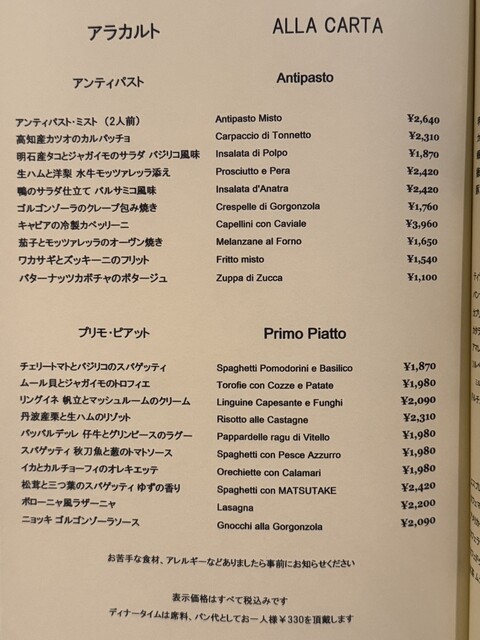 アラカルト ALLA CARTA
アンティパスト Antipasto
アンティパスト・ミスト (2人前) Antipasto Misto ¥2,640
高知産カツオのカルパッチョ Carpaccio di Tonnetto ¥2,310
明石産タコとジャガイモのサラダ バジリコ風味 Insalata di Polpo ¥1,870
生ハムと洋梨 水牛モッツァレッラ添え Prosciutto e Pera ¥2,420
鴨のサラダ仕立て バルサミコ風味 Insalata d'Anatra ¥2,420
ゴルゴンゾーラのクレープ包み焼き Crespelle di Gorgonzola ¥1,760
キャビアの冷製カペッリーニ Capellini con Caviale ¥3,960
茄子とモッツァレッラのオーヴン焼き Melanzane al Forno ¥1,650
ワカサギとズッキーニのフリット Fritto misto ¥1,540
バターナッツカボチャのポタージュ Zuppa di Zucca ¥1,100
プリモ・ピアット Primo Piatto
チェリートマトとバジリコのスパゲッティ Spaghetti Pomodorini e Basilico ¥1,870
ムール貝とジャガイモのトロフィエ Torofie con Cozze e Patate ¥1,980
リングイネ 帆立とマッシュルームのクリーム Linguine Capesante e Funghi ¥2,090
丹波産栗と生ハムのリゾット Risotto alle Castagne ¥2,310
パッパルデッレ 仔牛とグリンピースのラグー Pappardelle ragu di Vitello ¥1,980
スパゲッティ 秋刀魚と葱のトマトソース Spaghetti con Pesce Azzurro ¥1,980
イカとカルチョーフィのオレキエッテ Orechiette con Calamari ¥1,980
松茸と三つ葉のスパゲッティ ゆずの香り Spaghetti con MATSUTAKE ¥2,420
ボローニャ風ラザーニャ Lasagna ¥2,200
ニョッキ ゴルゴンゾーラソース Gnocchi alla Gorgonzola ¥2,090
お苦手な食材、アレルギーなどありましたら事前にお知らせください
表示価格はすべて税込みです
ディナータイムは席料、パン代としてお一人様¥330を頂戴します